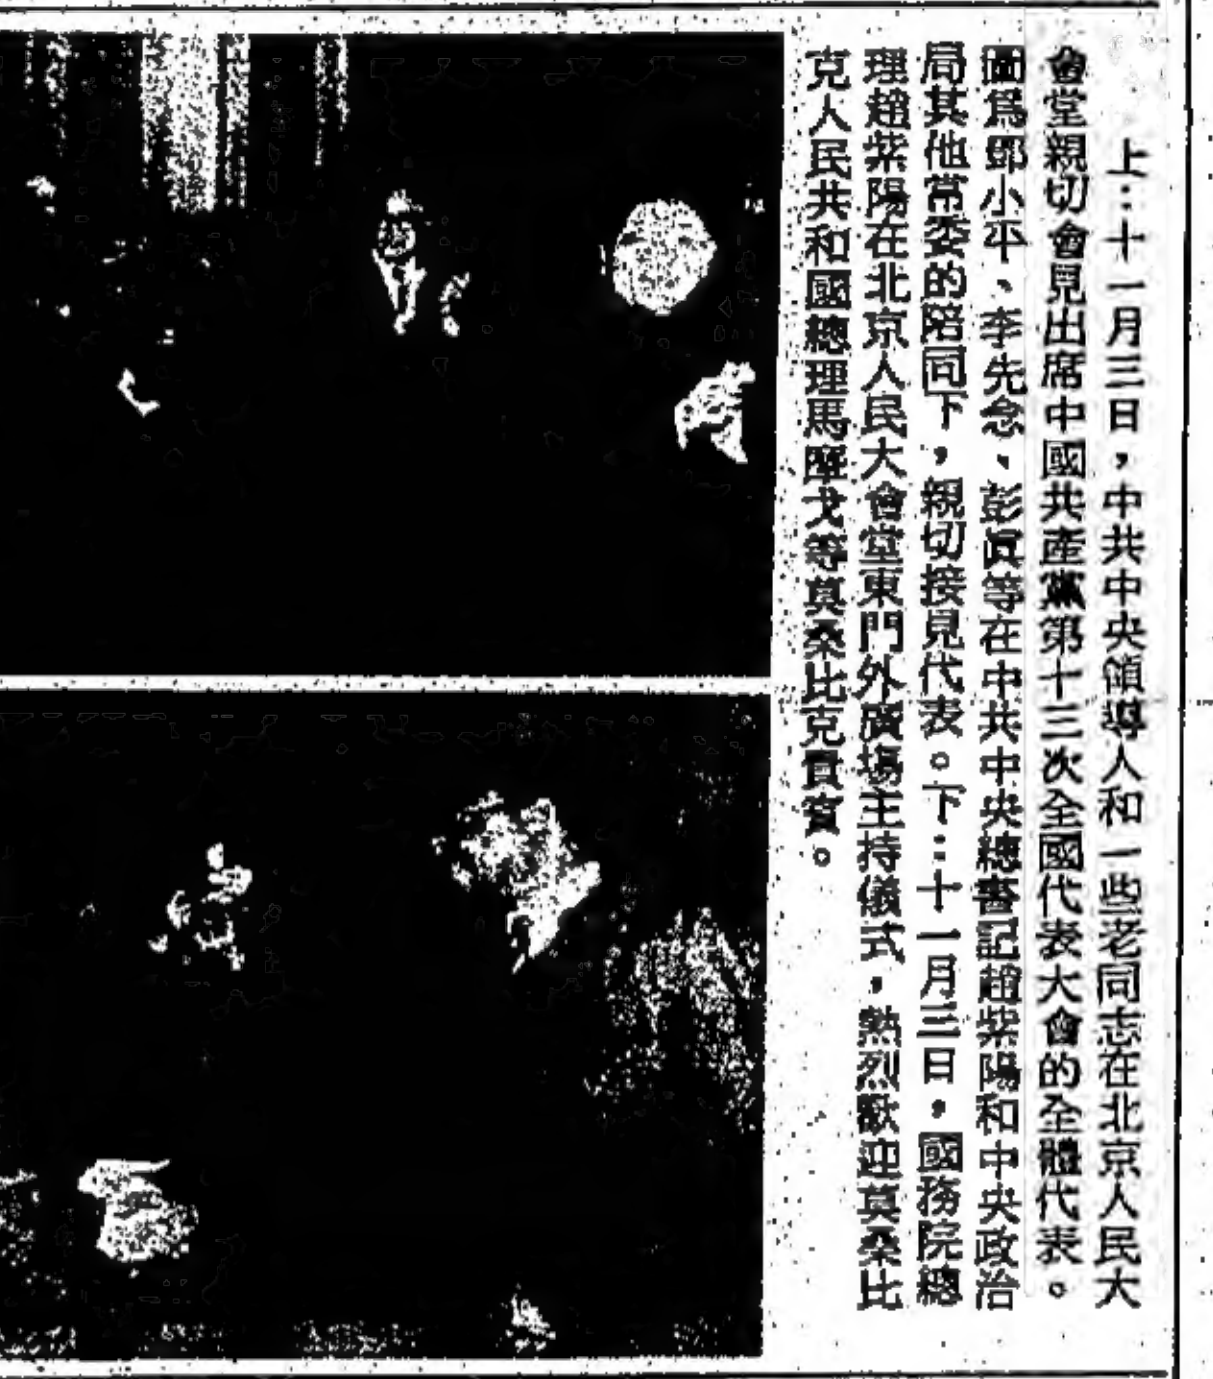 上：十一月三日，中共中央領導人和一些老同志在北京人民大
會堂親切會見出席中國共產黨第十三次全國代表大會的全體代表。
圖爲鄧小平、李先念、彭眞等在中共中央總書記趙紫陽和中央政治
局其他常委的陪同下，親切接見代表。下：十一月三日，國務院總
理趙紫陽在北京人民大會堂東門外廣場主持儀式，熱烈歡迎莫桑比
克人民共和國總理馬蘑戈等莫桑比克貴賓。